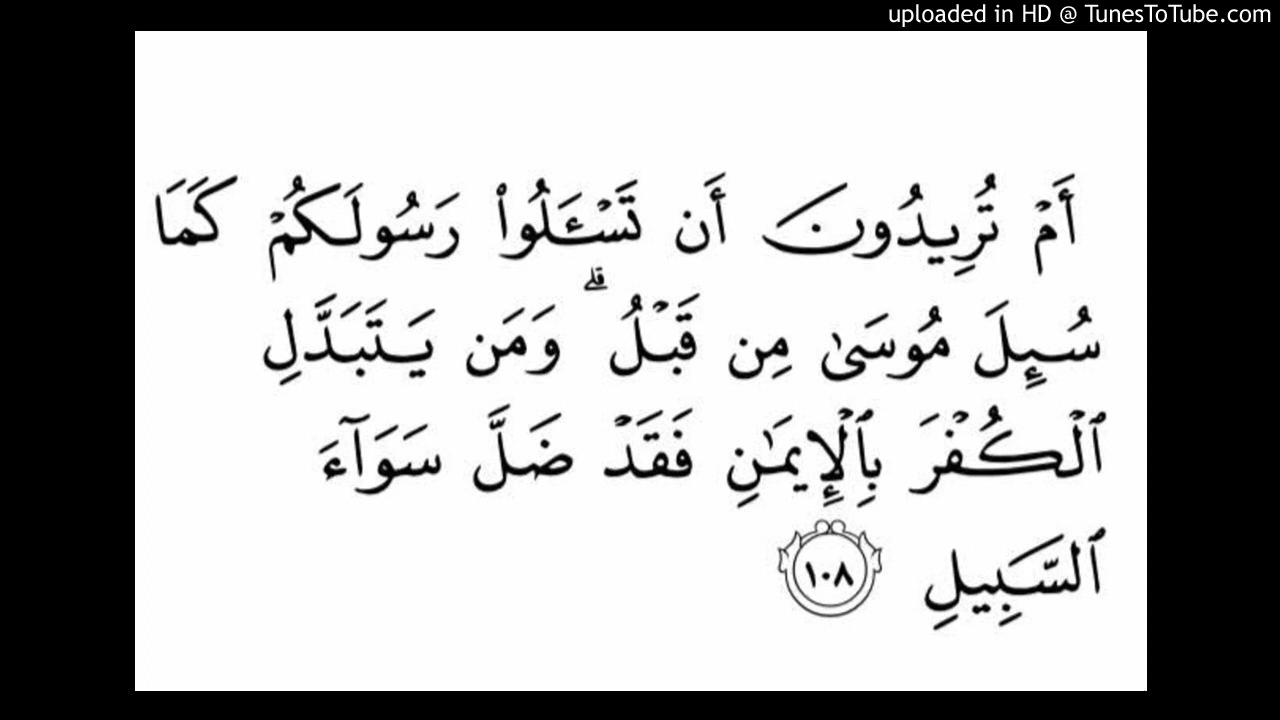 uploaded in HD @ TunesToTube.com
أَمۡ تُرِيدُونَ أَن تَسۡـَٔلُواْ رَسُولَكُمۡ كَمَا
سُئِلَ مُوسَىٰ مِن قَبۡلُۗ وَمَن يَتَبَدَّلِ
ٱلۡكُفۡرَ بِٱلۡإِيمَٰنِ فَقَدۡ ضَلَّ سَوَآءَ
ٱلسَّبِيلِ ١٠٨